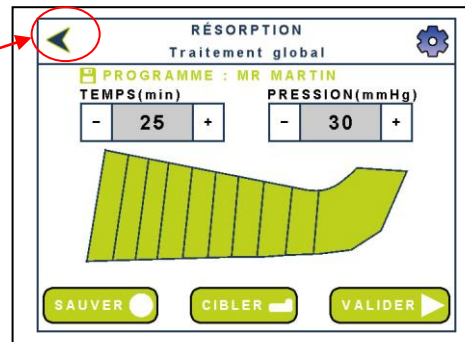 RÉSORPTION
Traitement global
PROGRAMME : MR MARTIN
TEMPS(min) PRESSION(mmHg)
- 25 + - 30 +
SAUVER CIBLER VALIDER